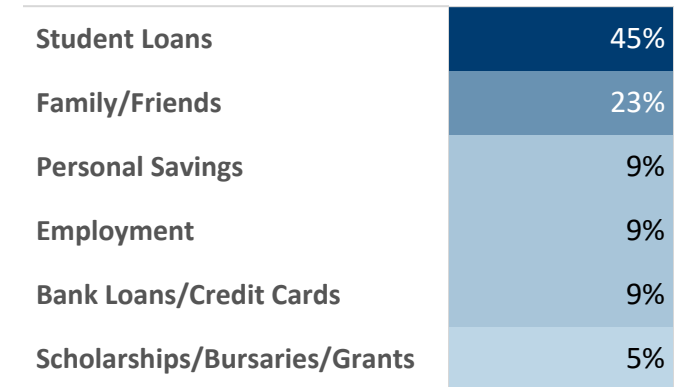 Student Loans 45%
Family/Friends 23%
Personal Savings 9%
Employment 9%
Bank Loans/Credit Cards 9%
Scholarships/Bursaries/Grants 5%